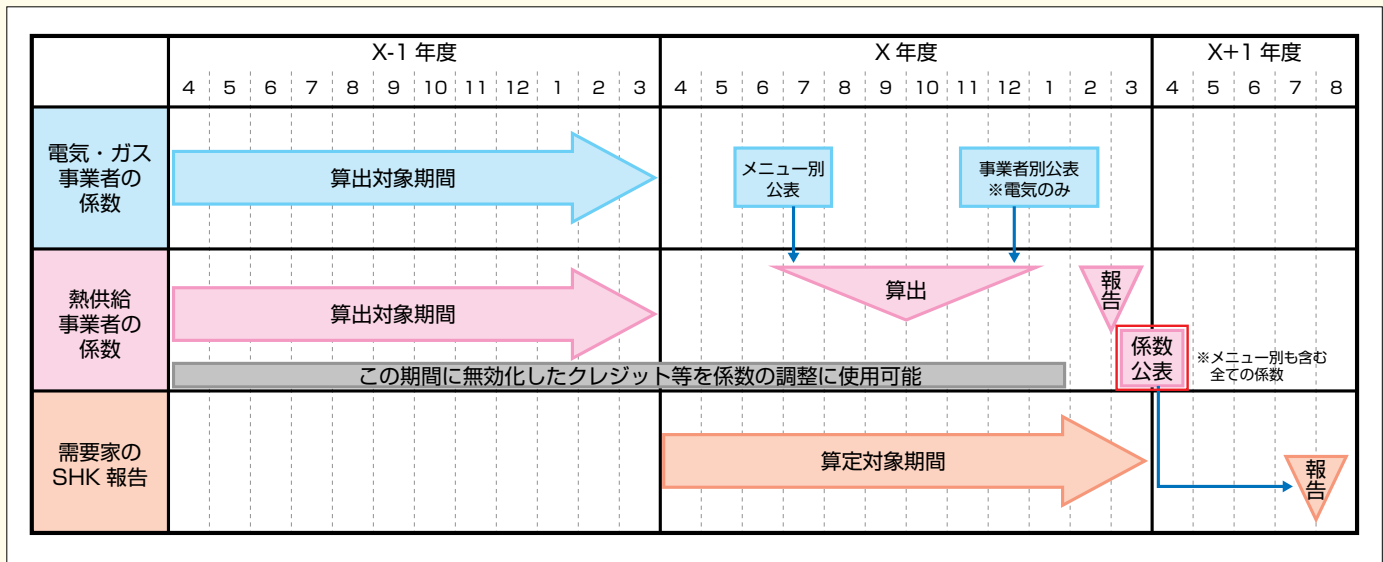 X-1 年度
X 年度
X+1 年度
4 5 6 7 8 9 10 11 12 1 2 3 4 5 6 7 8 9 10 11 12 1 2 3 4 5 6 7 8
電気・ガス
事業者の
係数
算出対象期間
メニュー別
公表
事業者別公表
※電気のみ
熱供給
事業者の
係数
算出対象期間
算出
報告
この期間に無効化したクレジット等を係数の調整に使用可能
係数
公表
※メニュー別も含む
全ての係数
需要家の
SHK 報告
算定対象期間
報告